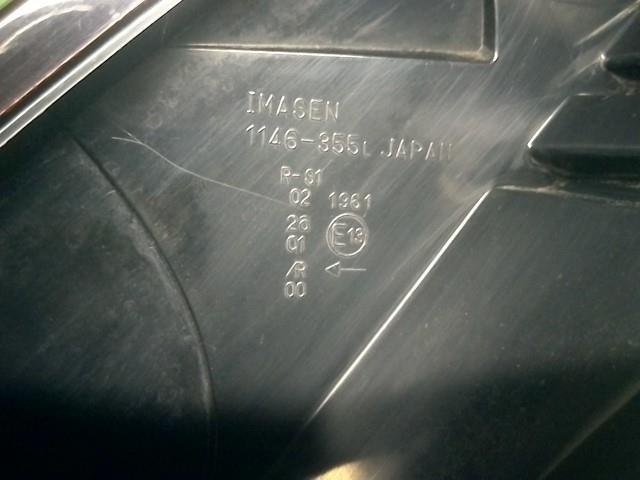 IMASEN
1146-355L JAPAN
R-S1
02 1961
26
01 E13
AR ←
00